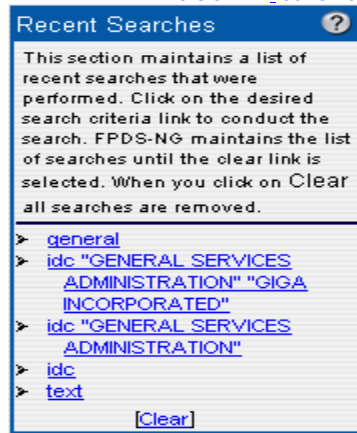 Recent Searches ?
This section maintains a list of
recent searches that were
performed. Click on the desired
search criteria link to conduct the
search. FPDS-NG maintains the list
of searches until the clear link is
selected. When you click on Clear
all searches are removed.
➢ general
➢ idc "GENERAL SERVICES
ADMINISTRATION" "GIGA
INCORPORATED"
➢ idc "GENERAL SERVICES
ADMINISTRATION"
➢ idc
➢ text
[Clear]